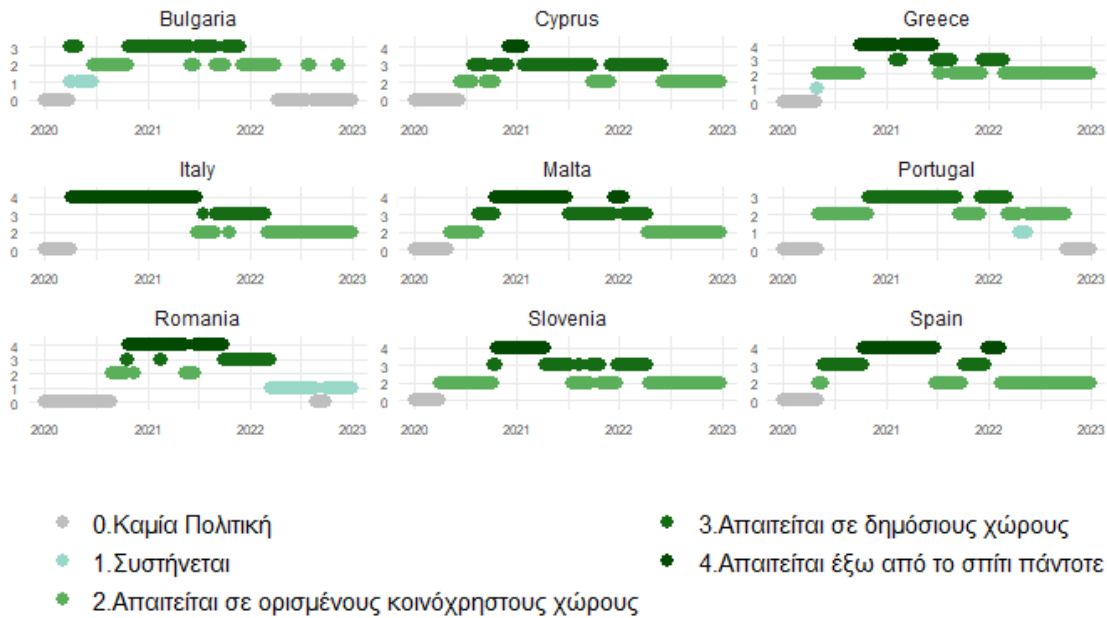 Bulgaria
Cyprus
Greece
3
2
1
0
2020 2021 2022 2023
4
3
2
1
0
2020 2021 2022 2023
4
3
2
1
0
2020 2021 2022 2023
Italy
Malta
Portugal
4
3
2
0
2020 2021 2022 2023
4
3
2
0
2020 2021 2022 2023
3
2
1
0
2020 2021 2022 2023
Romania
Slovenia
Spain
4
3
2
1
0
2020 2021 2022 2023
4
3
2
0
2020 2021 2022 2023
4
3
2
0
2020 2021 2022 2023
0.Καμία Πολιτική
1.Συστήνεται
2.Απαιτείται σε ορισμένους κοινόχρηστους χώρους
3.Απαιτείται σε δημόσιους χώρους
4.Απαιτείται έξω από το σπίτι πάντοτε